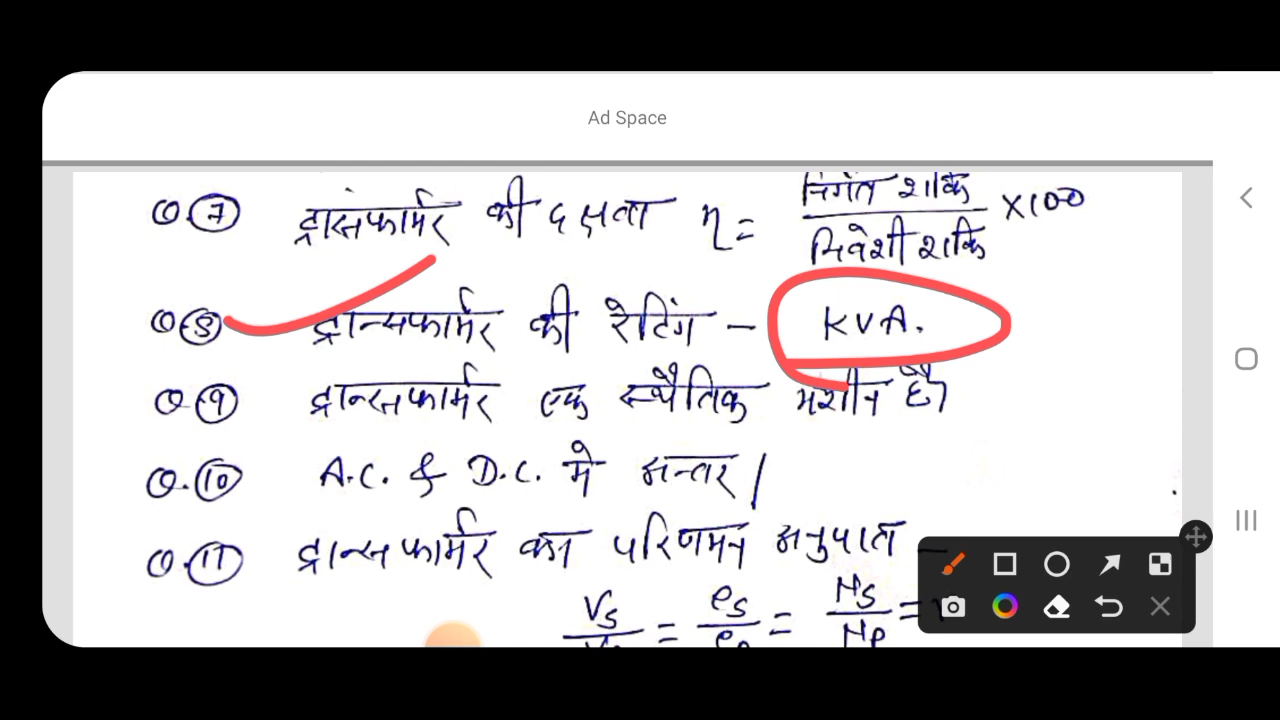 Ad Space
Q.7 ट्रांसफार्मर की दक्षता η = निर्गत शक्ति / निवेशी शक्ति ×100
Q.8 ट्रान्सफार्मर की रेटिंग – KVA.
Q.9 ट्रान्सफार्मर एक स्थैतिक मशीन है।
Q.10 A.C. & D.C. मे अन्तर |
Q.11 ट्रान्सफार्मर का परिणमन अनुपात –
Vs / = es / = Ns / Np =